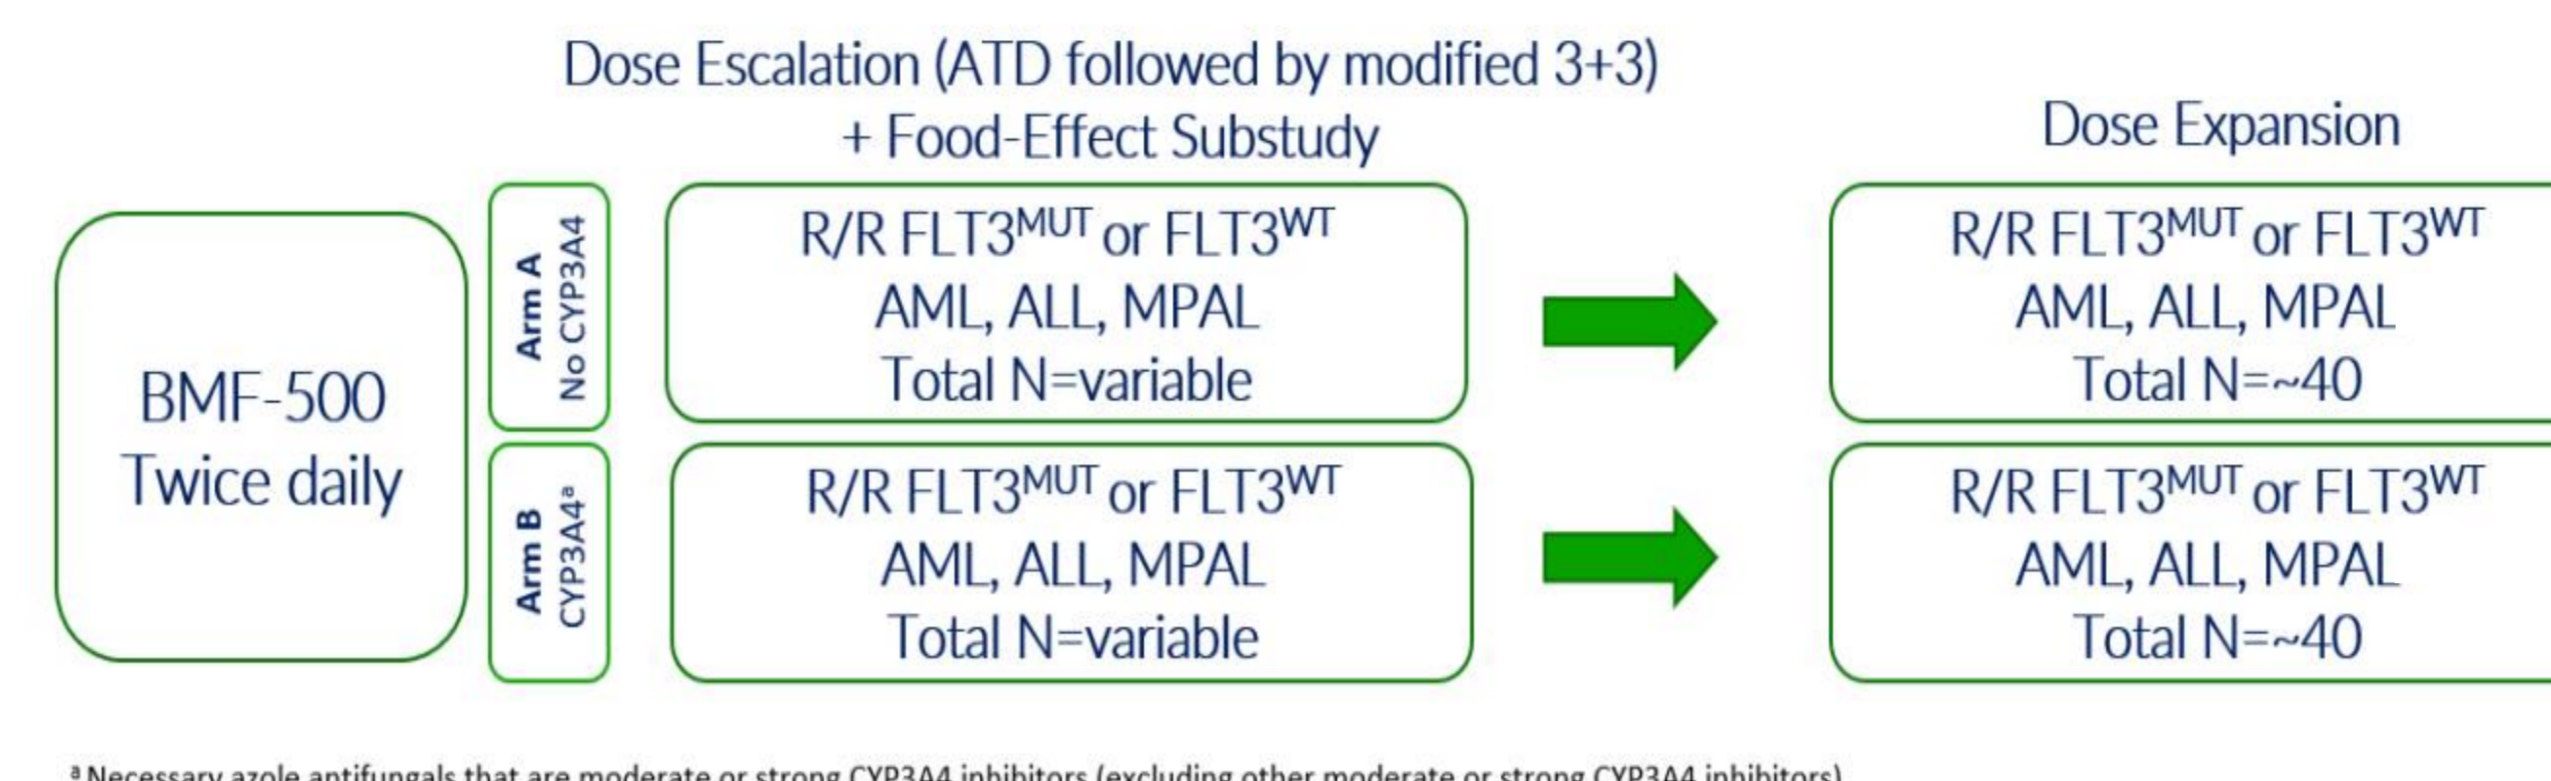 Dose Escalation (ATD followed by modified 3+3)
+ Food-Effect Substudy
Dose Expansion
BMF-500
Twice daily
Arm A
No CYP3A4
R/R FLT3ᴹᵁᵀ or FLT3ᵂᵀ
AML, ALL, MPAL
Total N=variable
R/R FLT3ᴹᵁᵀ or FLT3ᵂᵀ
AML, ALL, MPAL
Total N=~40
Arm B
CYP3A4ᵃ
R/R FLT3ᴹᵁᵀ or FLT3ᵂᵀ
AML, ALL, MPAL
Total N=variable
R/R FLT3ᴹᵁᵀ or FLT3ᵂᵀ
AML, ALL, MPAL
Total N=~40
ᵃ Necessary azole antifungals that are moderate or strong CYP3A4 inhibitors (excluding other moderate or strong CYP3A4 inhibitors)